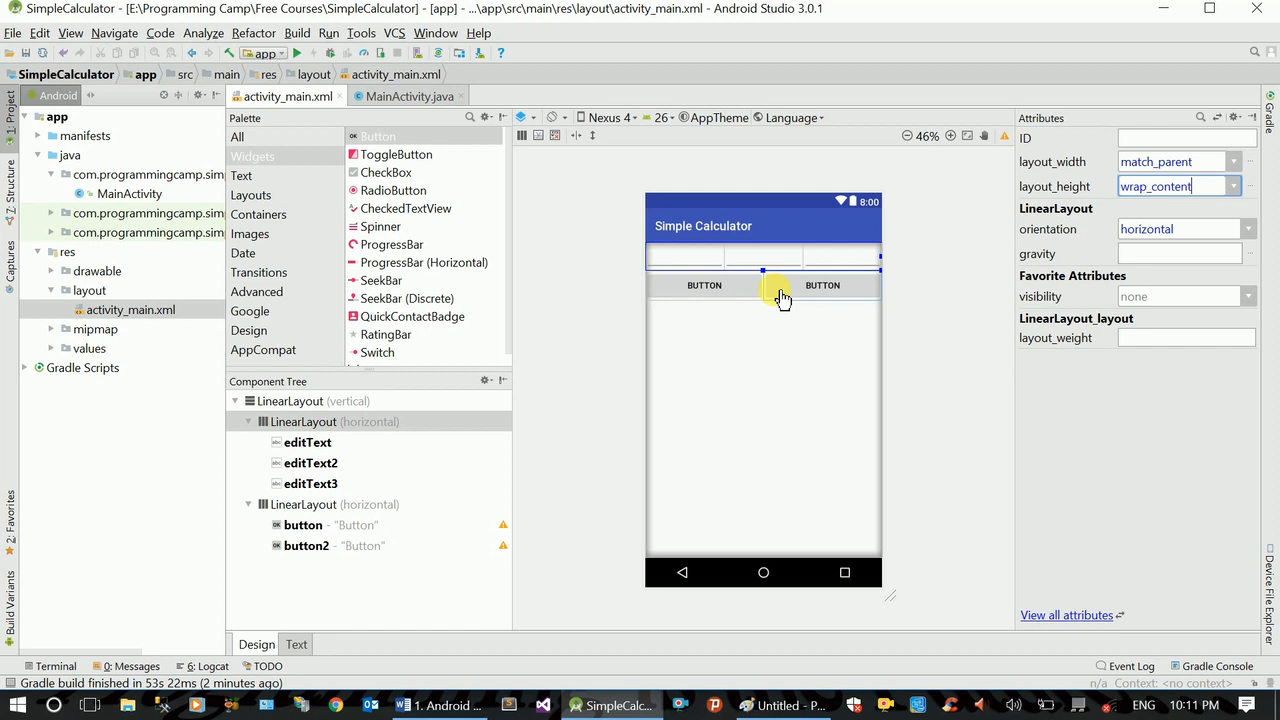 SimpleCalculator - [E:\Programming Camp\Free Courses\SimpleCalculator] - [app] - ...\app\src\main\res\layout\activity_main.xml - Android Studio 3.0.1
File Edit View Navigate Code Analyze Refactor Build Run Tools VCS Window Help
app
SimpleCalculator app src main res layout activity_main.xml
1: Project
Z: Structure
Captures
2: Favorites
Build Variants
Android
app
manifests
java
com.programmingcamp.sim
MainActivity
com.programmingcamp.sim
com.programmingcamp.sim
res
drawable
layout
activity_main.xml
mipmap
values
Gradle Scripts
activity_main.xml MainActivity.java
Palette
All
Widgets
Text
Layouts
Containers
Images
Date
Transitions
Advanced
Google
Design
AppCompat
Button
ToggleButton
CheckBox
RadioButton
CheckedTextView
Spinner
ProgressBar
ProgressBar (Horizontal)
SeekBar
SeekBar (Discrete)
QuickContactBadge
RatingBar
Switch
Component Tree
LinearLayout (vertical)
LinearLayout (horizontal)
abc editText
abc editText2
abc editText3
LinearLayout (horizontal)
OK button - "Button"
OK button2 - "Button"
Nexus 4 26 AppTheme Language
46%
8:00
Simple Calculator
BUTTON BUTTON
Attributes
ID
layout_width match_parent
layout_height wrap_content
LinearLayout
orientation horizontal
gravity
Favorite Attributes
visibility none
LinearLayout_layout
layout_weight
View all attributes
Gradle
Device File Explorer
Design Text
Terminal 0: Messages 6: Logcat TODO Event Log Gradle Console
Gradle build finished in 53s 22ms (2 minutes ago) n/a Context: <no context>
1. Android ... SimpleCalc... Untitled - P... ENG 10:11 PM